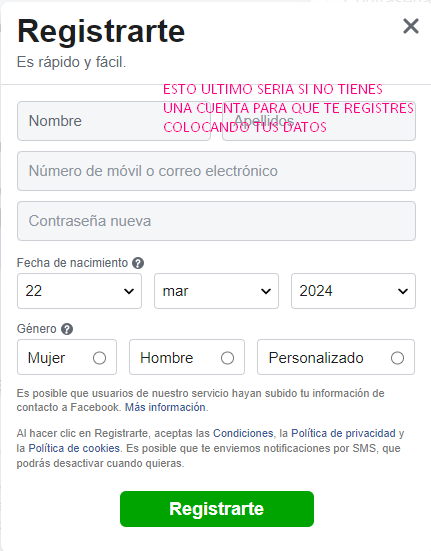 Registrarte
Es rápido y fácil.
ESTO ULTIMO SERIA SI NO TIENES
UNA CUENTA PARA QUE TE REGISTRES
COLOCANDO TUS DATOS
Nombre
Apellidos
Número de móvil o correo electrónico
Contraseña nueva
Fecha de nacimiento ?
22 mar 2024
Género ?
Mujer Hombre Personalizado
Es posible que usuarios de nuestro servicio hayan subido tu información de
contacto a Facebook. Más información.
Al hacer clic en Registrarte, aceptas las Condiciones, la Política de privacidad y
la Política de cookies. Es posible que te enviemos notificaciones por SMS, que
podrás desactivar cuando quieras.
Registrarte